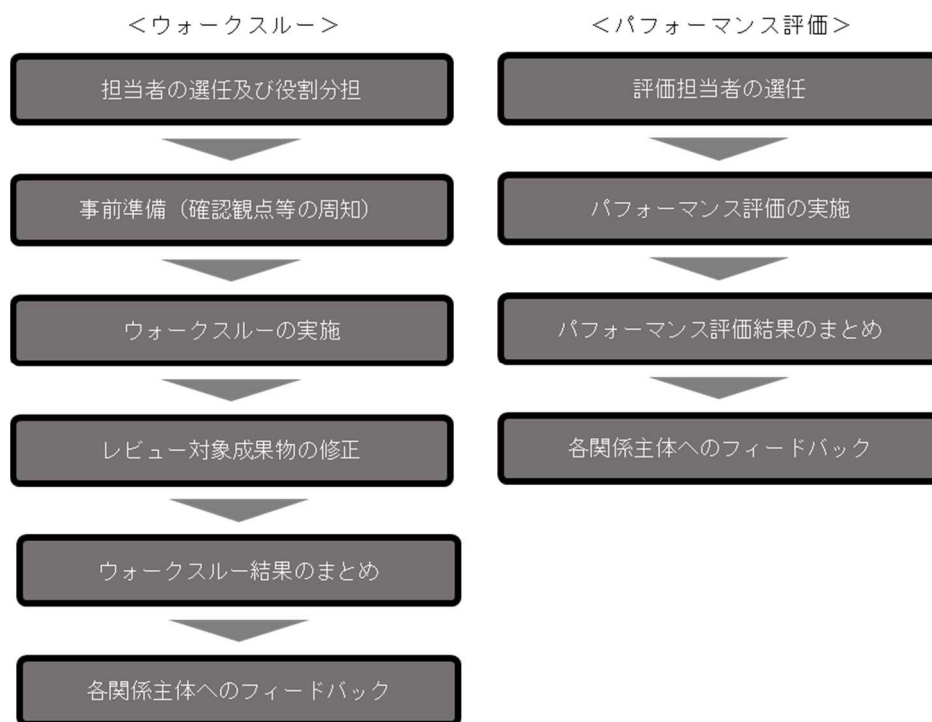 ＜ウォークスルー＞
担当者の選任及び役割分担
事前準備（確認観点等の周知）
ウォークスルーの実施
レビュー対象成果物の修正
ウォークスルー結果のまとめ
各関係主体へのフィードバック
＜パフォーマンス評価＞
評価担当者の選任
パフォーマンス評価の実施
パフォーマンス評価結果のまとめ
各関係主体へのフィードバック